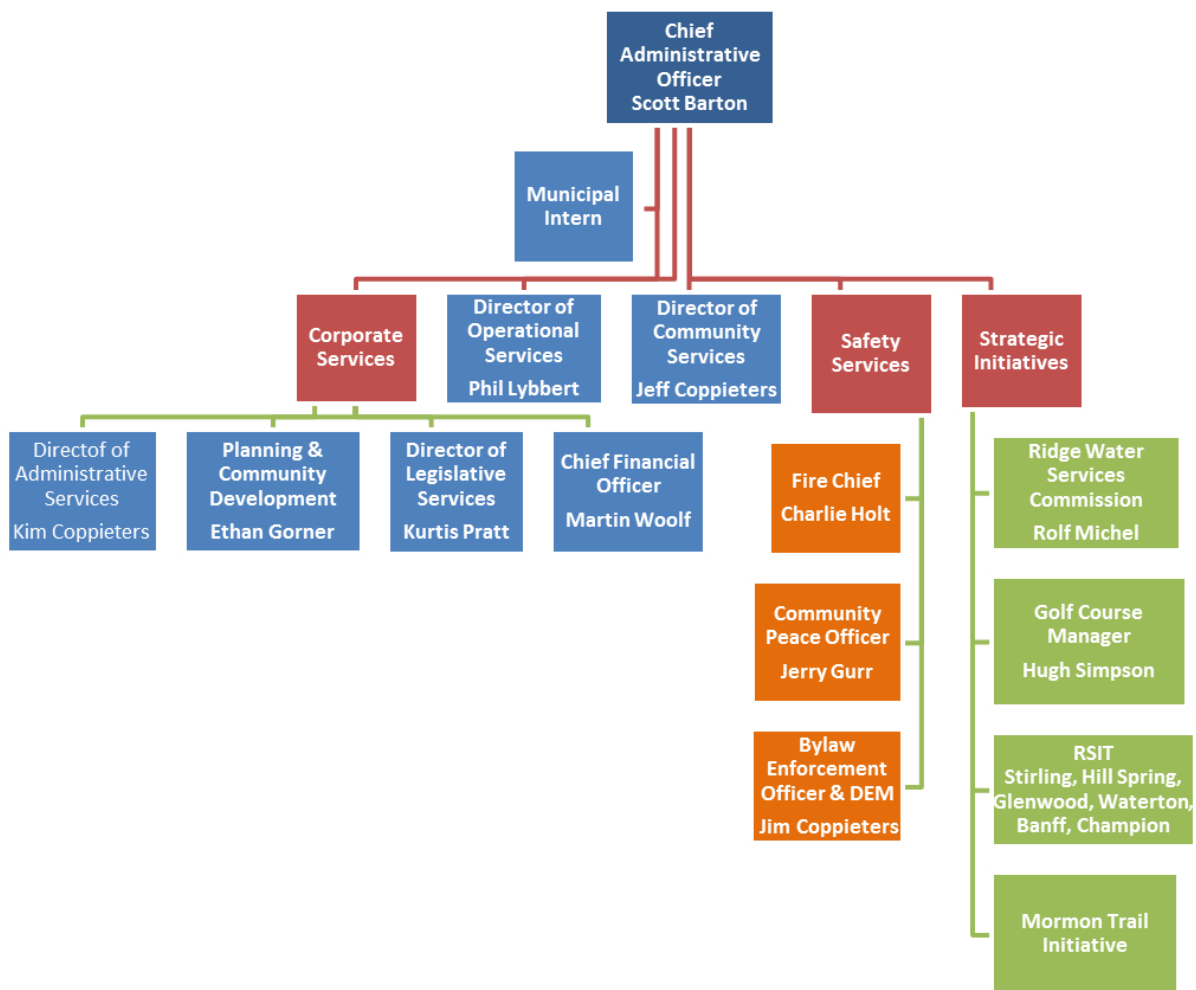 Chief
Administrative
Officer
Scott Barton
Municipal
Intern
Corporate
Services
Director of
Operational
Services
Phil Lybbert
Director of
Community
Services
Jeff Coppieters
Safety
Services
Strategic
Initiatives
Directof of
Administrative
Services
Kim Coppieters
Planning &
Community
Development
Ethan Gorner
Director of
Legislative
Services
Kurtis Pratt
Chief Financial
Officer
Martin Woolf
Fire Chief
Charlie Holt
Community
Peace Officer
Jerry Gurr
Bylaw
Enforcement
Officer & DEM
Jim Coppieters
Ridge Water
Services
Commission
Rolf Michel
Golf Course
Manager
Hugh Simpson
RSIT
Stirling, Hill Spring,
Glenwood, Waterton,
Banff, Champion
Mormon Trail
Initiative